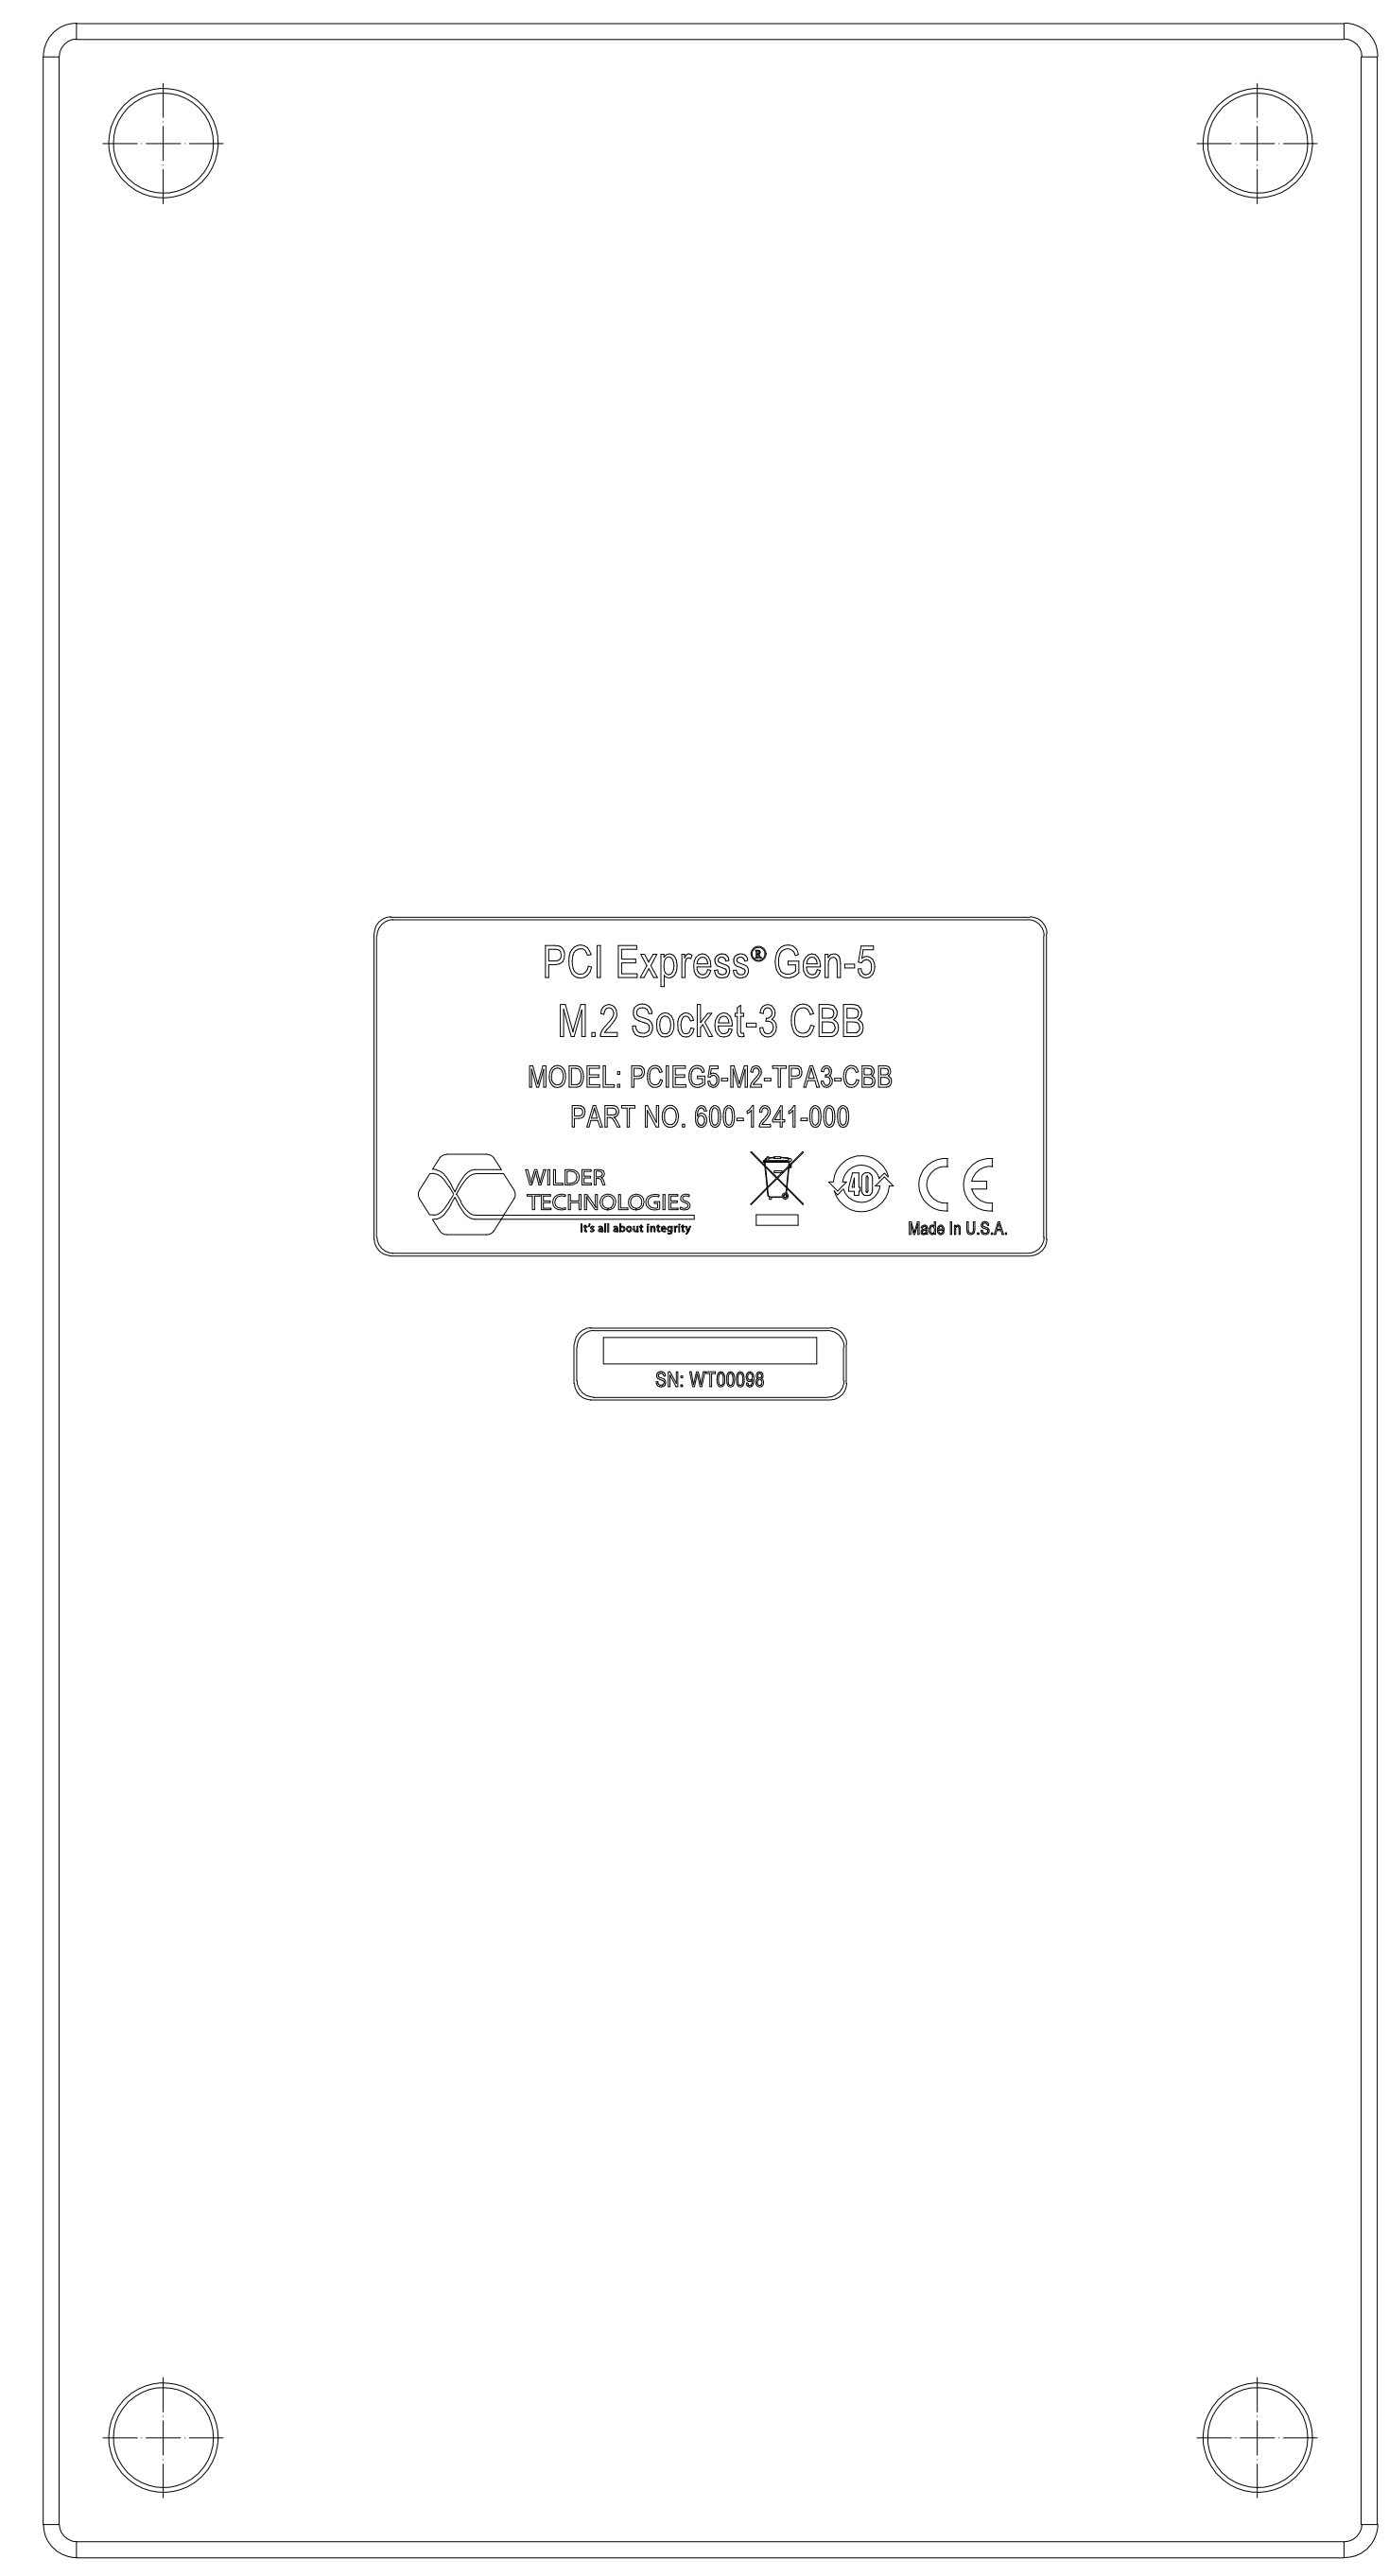 PCI Express® Gen-5
M.2 Socket-3 CBB
MODEL: PCIEG5-M2-TPA3-CBB
PART NO. 600-1241-000
WILDER
TECHNOLOGIES
It's all about integrity
40
CE
Made In U.S.A.
SN: WT00098